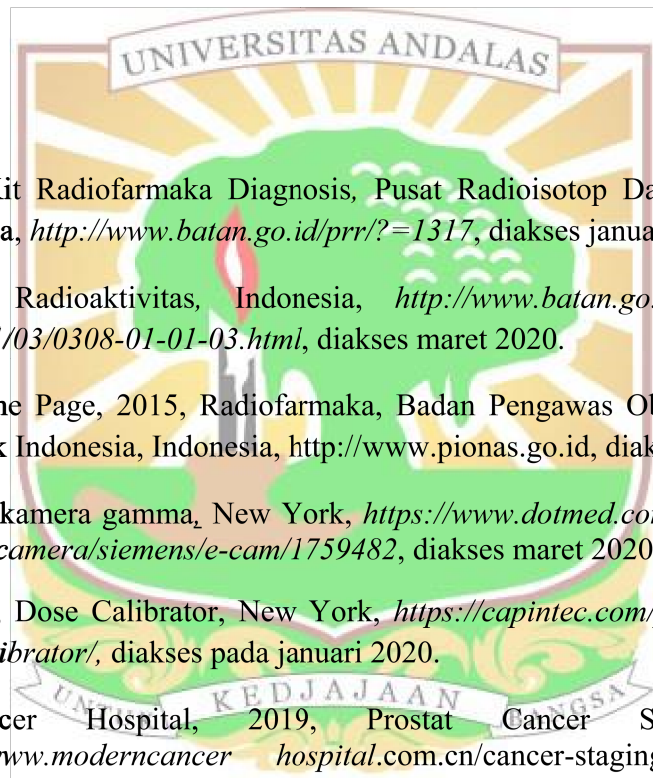 UNIVERSITAS ANDALAS
Kit Radiofarmaka Diagnosis, Pusat Radioisotop Da
a, http://www.batan.go.id/prr/?=1317, diakses janua
Radioaktivitas, Indonesia, http://www.batan.go.
/03/0308-01-01-03.html, diakses maret 2020.
ne Page, 2015, Radiofarmaka, Badan Pengawas Ob
k Indonesia, Indonesia, http://www.pionas.go.id, diak
kamera gamma, New York, https://www.dotmed.co
camera/siemens/e-cam/1759482, diakses maret 2020
Dose Calibrator, New York, https://capintec.com/
ibrator/, diakses pada januari 2020.
UNTUK KEDJAJAAN BANGSA
cer Hospital, 2019, Prostat Cancer S
ww.moderncancer hospital.com.cn/cancer-staging